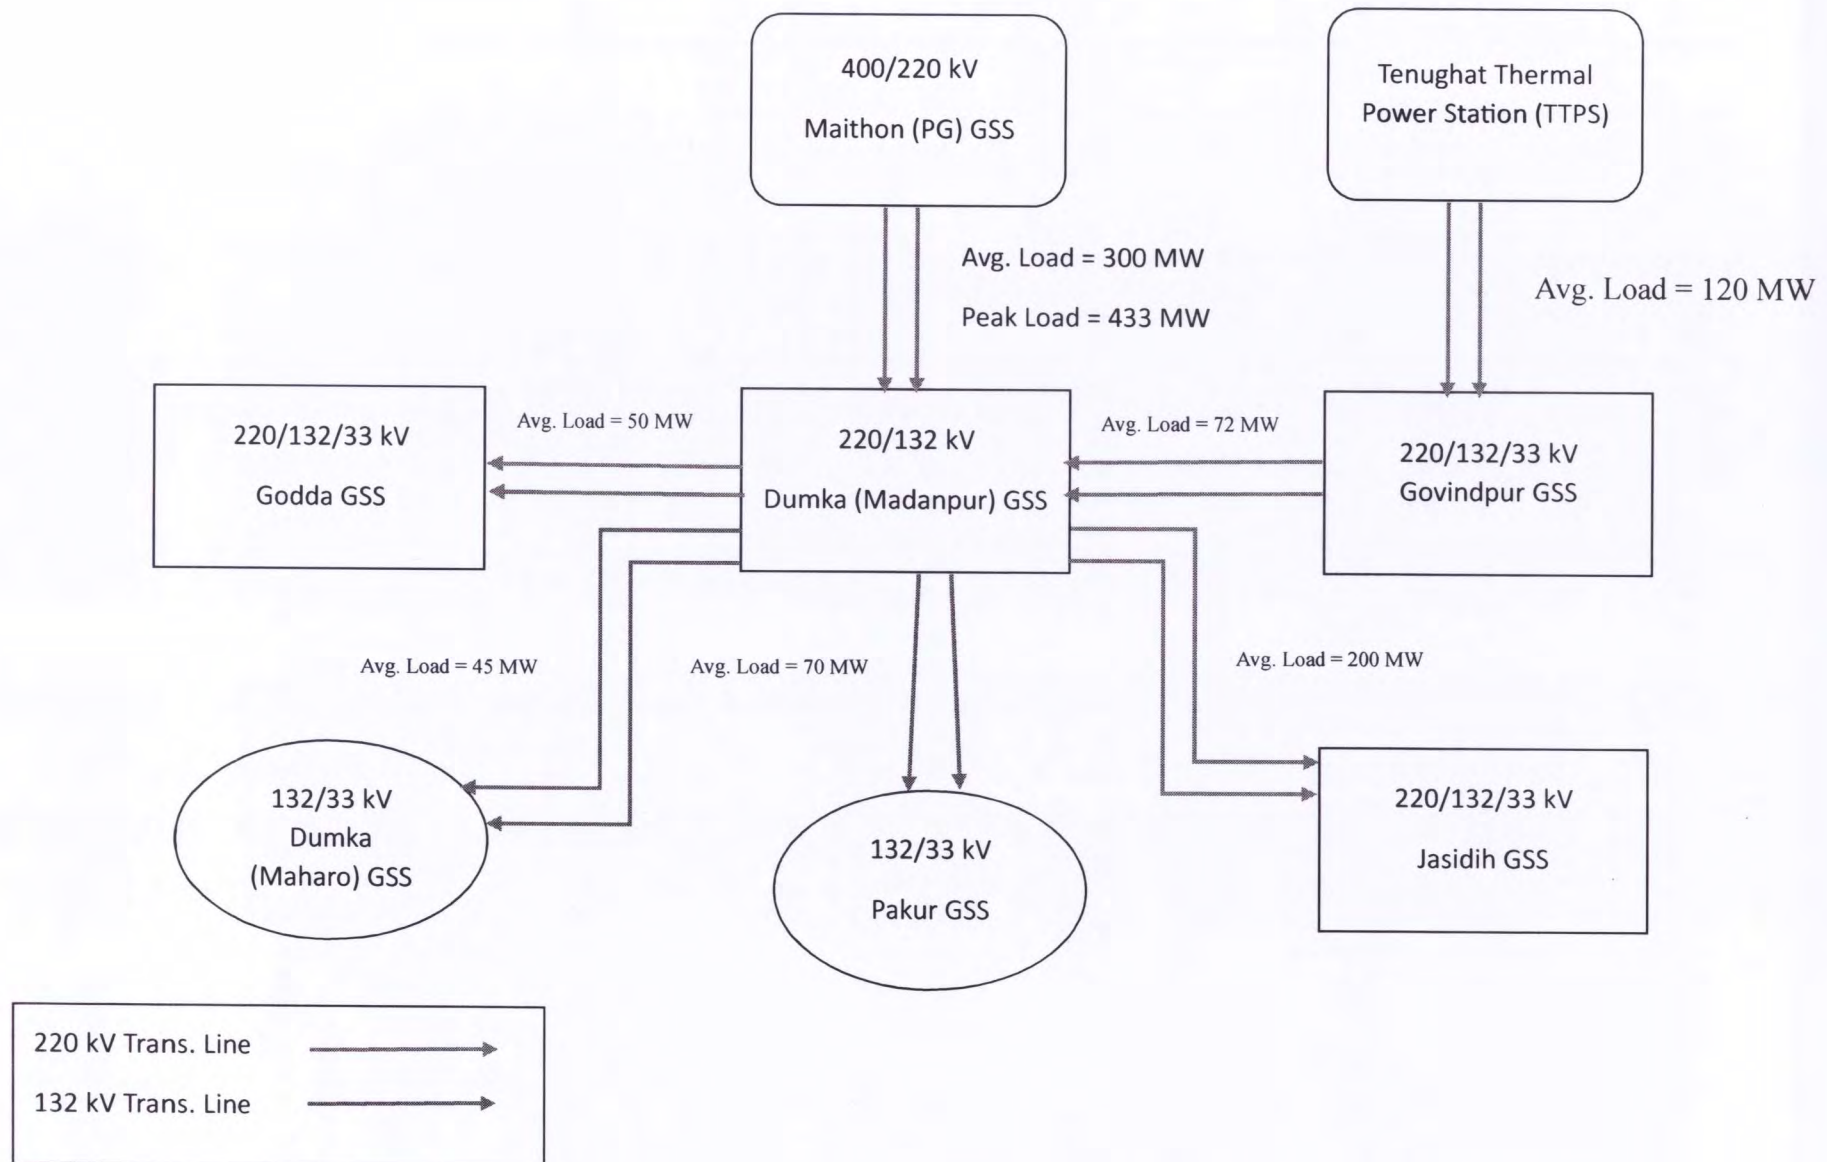 400/220 kV
Maithon (PG) GSS
Tenughat Thermal
Power Station (TTPS)
Avg. Load = 300 MW
Peak Load = 433 MW
Avg. Load = 120 MW
220/132/33 kV
Godda GSS
Avg. Load = 50 MW
220/132 kV
Dumka (Madanpur) GSS
Avg. Load = 72 MW
220/132/33 kV
Govindpur GSS
Avg. Load = 45 MW
Avg. Load = 70 MW
Avg. Load = 200 MW
132/33 kV
Dumka
(Maharo) GSS
132/33 kV
Pakur GSS
220/132/33 kV
Jasidih GSS
220 kV Trans. Line
132 kV Trans. Line